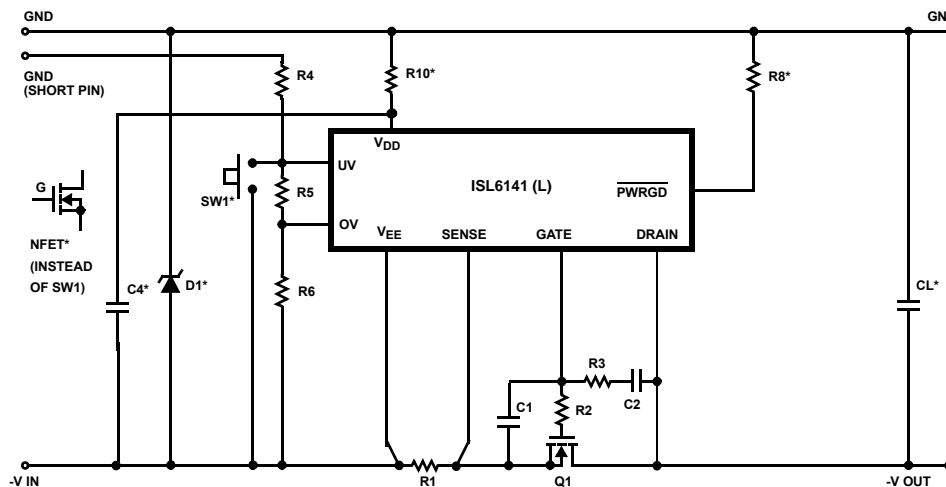 GND
GN
GND
(SHORT PIN)
R4
R10*
R8*
VDD
UV
ISL6141 (L)
PWRGD
G
SW1*
R5
OV
VEE
SENSE
GATE
DRAIN
NFET*
(INSTEAD
OF SW1)
C4*
D1*
R6
CL*
R3
C1
R2
C2
-V IN
R1
Q1
-V OUT